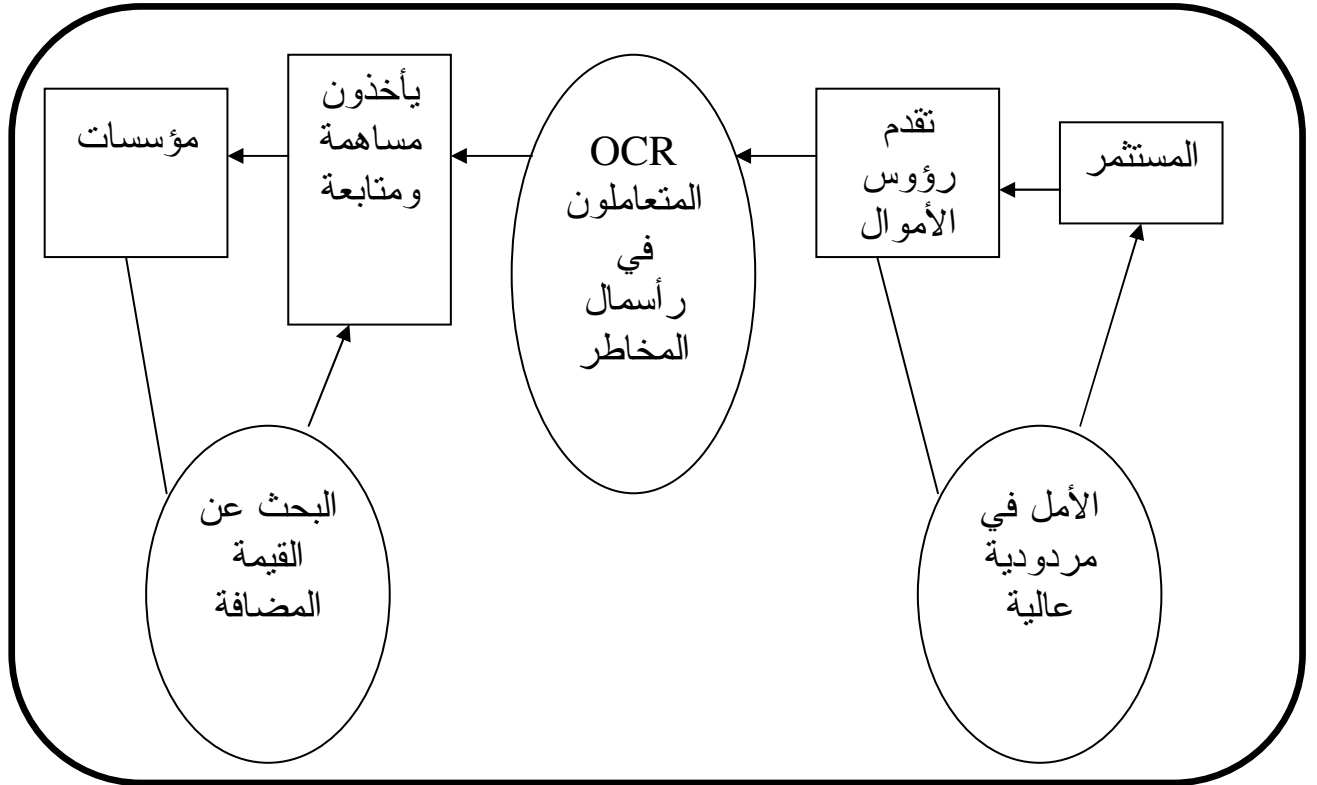 المستثمر
تقدم
رؤوس
الأموال
OCR
المتعاملون
في
رأسمال
المخاطر
يأخذون
مساهمة
ومتابعة
مؤسسات
الأمل في
مردودية
عالية
البحث عن
القيمة
المضافة